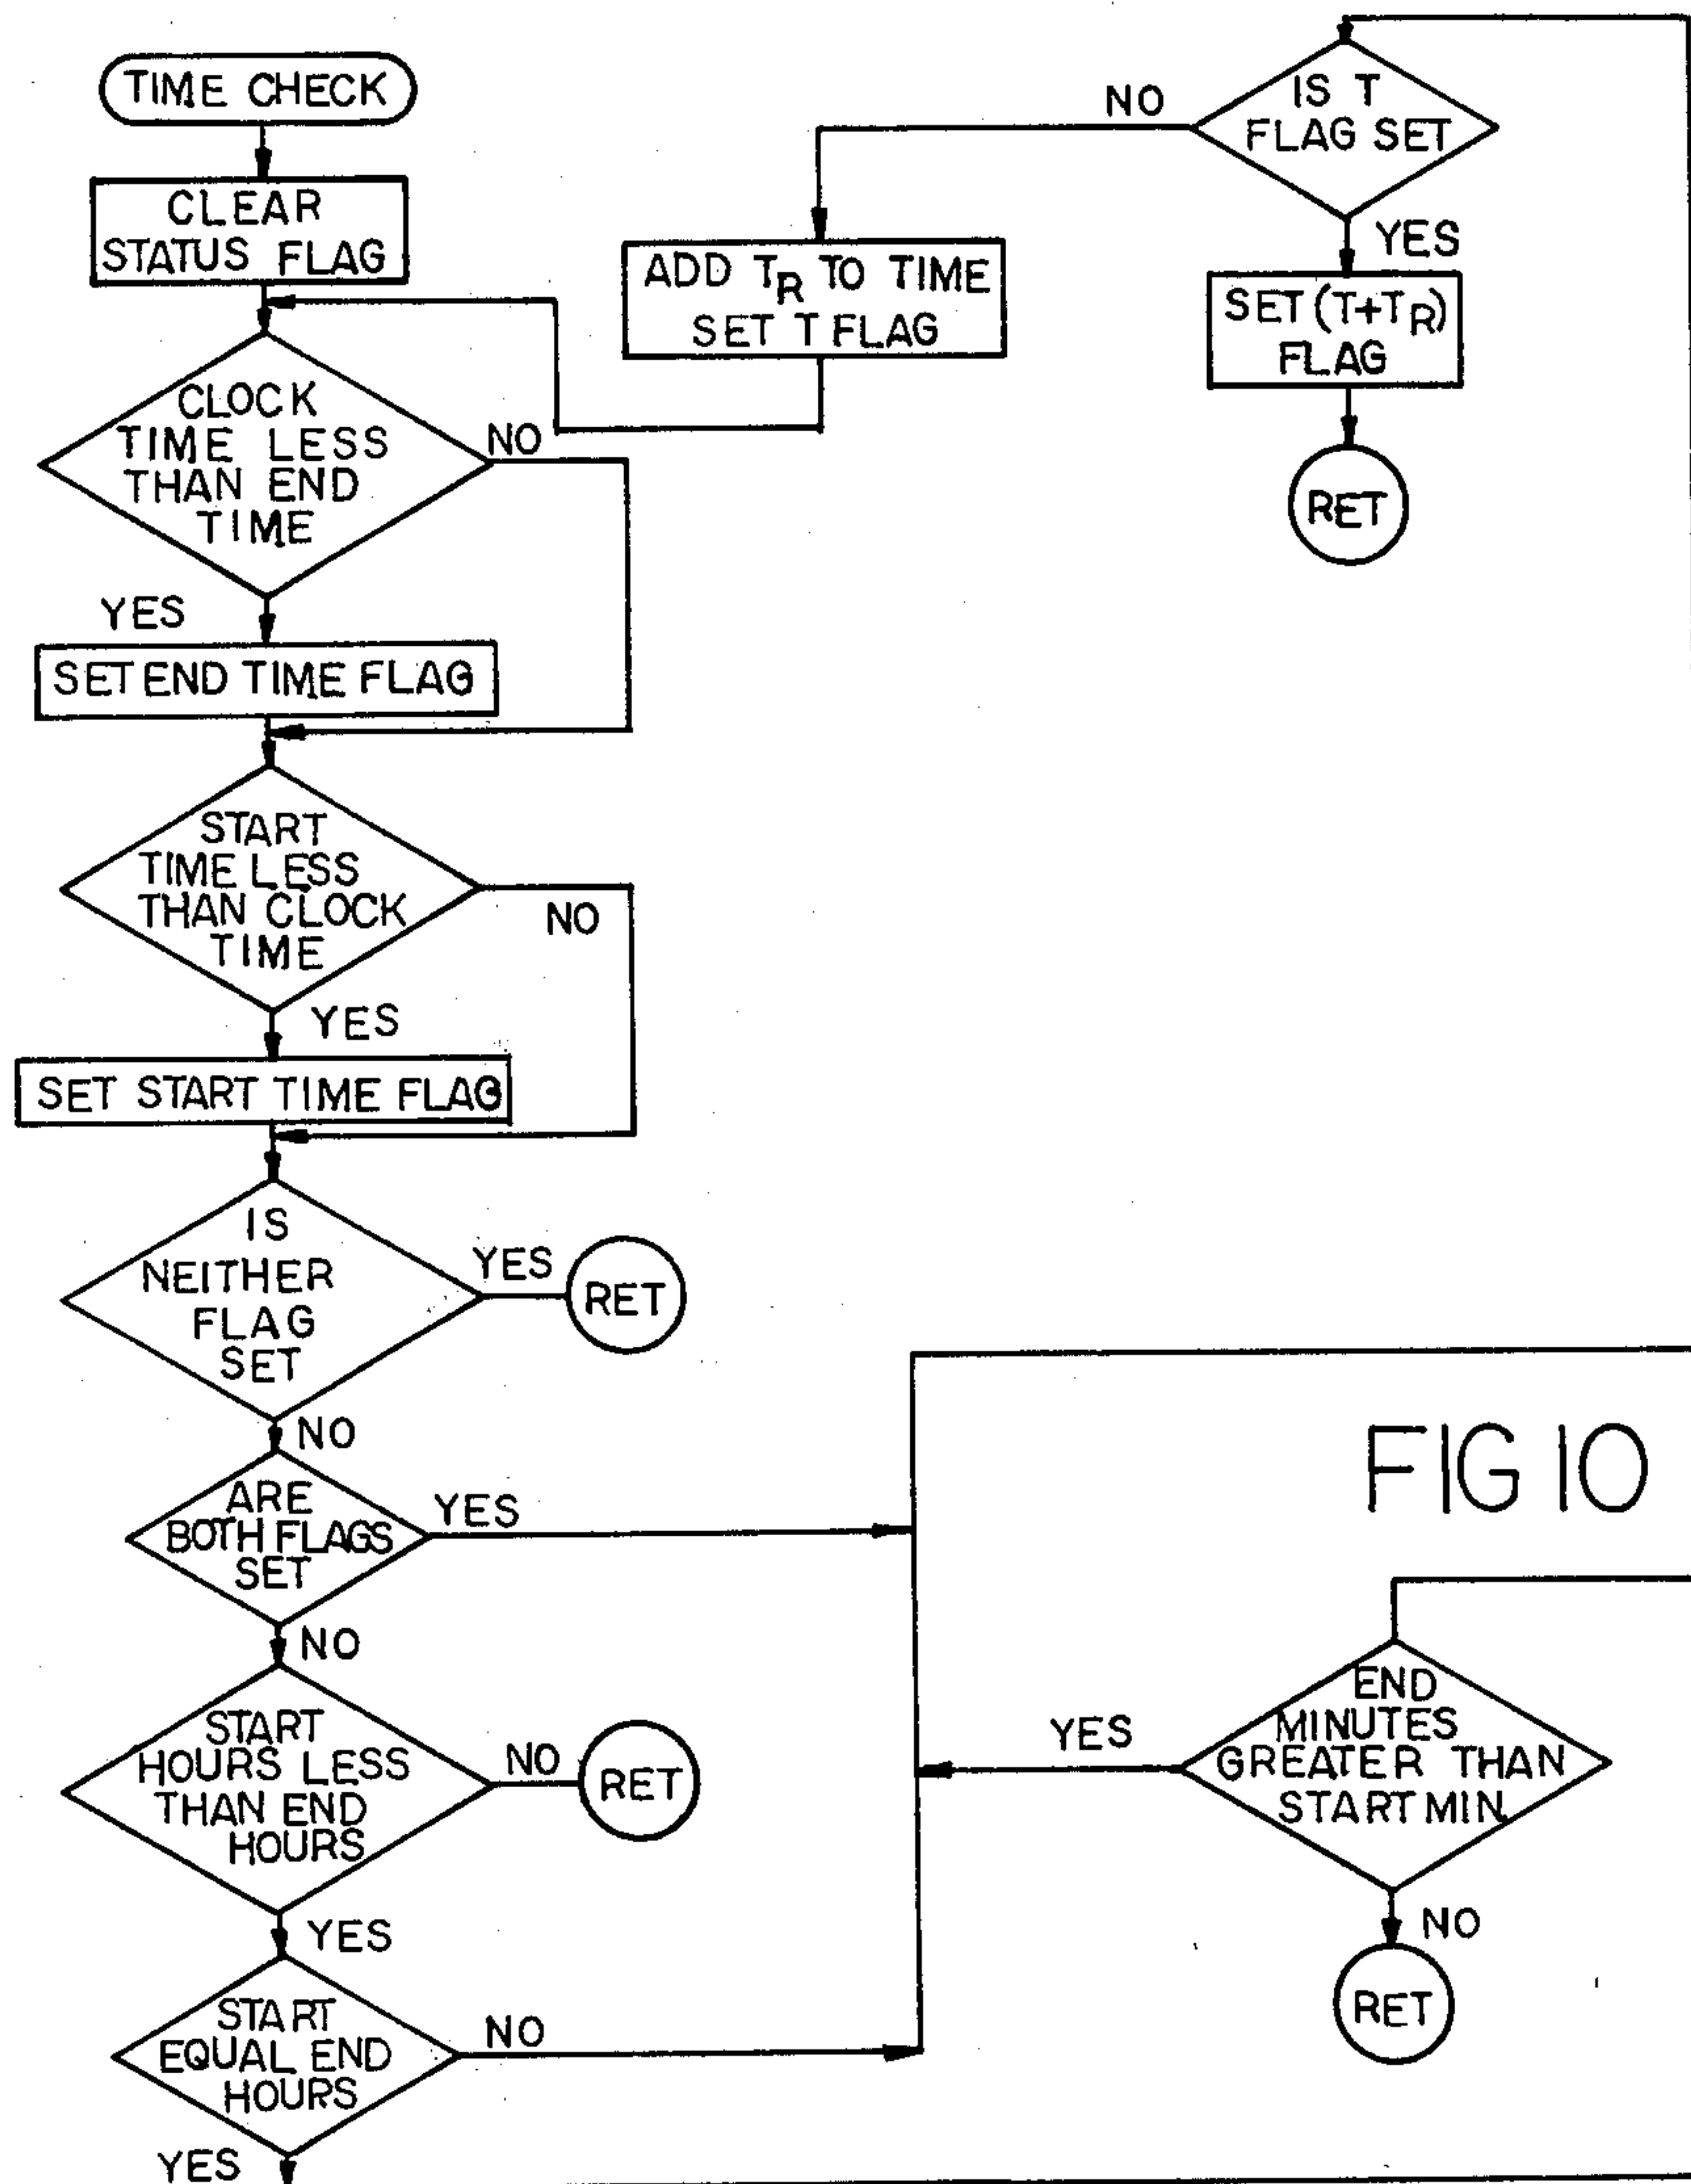 TIME CHECK
CLEAR
STATUS FLAG
CLOCK
TIME LESS
THAN END
TIME
NO
YES
SET END TIME FLAG
START
TIME LESS
THAN CLOCK
TIME
NO
YES
SET START TIME FLAG
IS
NEITHER
FLAG
SET
YES
RET
NO
ARE
BOTH FLAGS
SET
YES
NO
START
HOURS LESS
THAN END
HOURS
NO
RET
YES
START
EQUAL END
HOURS
NO
YES
END
MINUTES
GREATER THAN
START MIN.
YES
NO
RET
IS T
FLAG SET
NO
ADD TR TO TIME
SET T FLAG
YES
SET (T+TR)
FLAG
RET
FIG 10